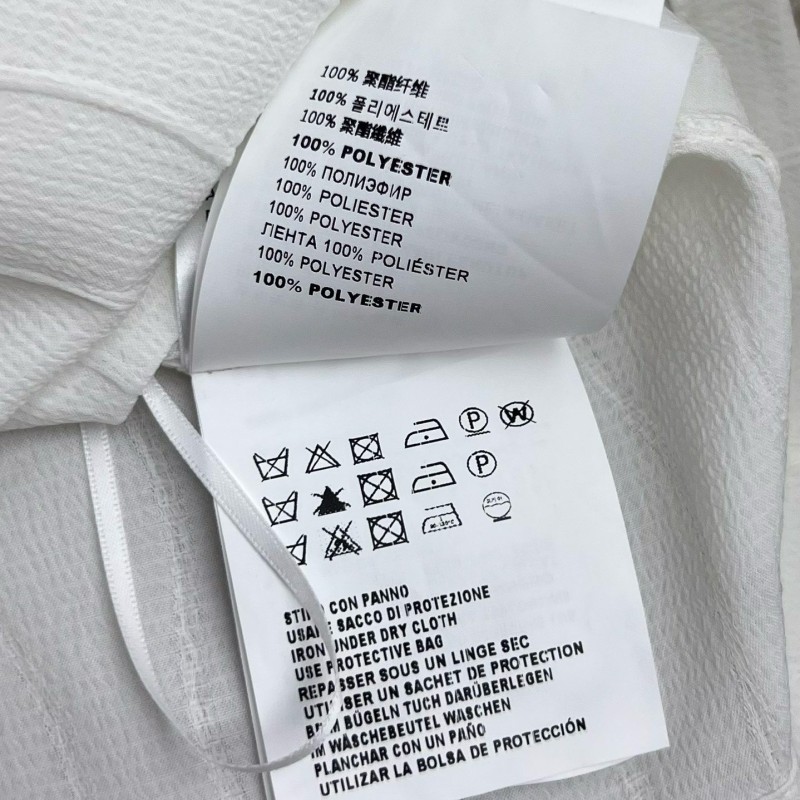 100% 聚酯纤维
100% 폴리에스테르
100% 聚酯纖維
100% POLYESTER
100% ПОЛИЭФИР
100% POLIESTER
100% POLYESTER
ЛЕНТА 100% POLIÉSTER
100% POLYESTER
100% POLYESTER
P W
P
CON PANNO
SACCO DI PROTEZIONE
IRON UNDER DRY CLOTH
USE PROTECTIVE BAG
REPASSER SOUS UN LINGE SEC
UN SACHET DE PROTECTION
BÜGELN TUCH DARÜBERLEGEN
IM WÄSCHEBEUTEL WASCHEN
PLANCHAR CON UN PAÑO
UTILIZAR LA BOLSA DE PROTECCIÓN